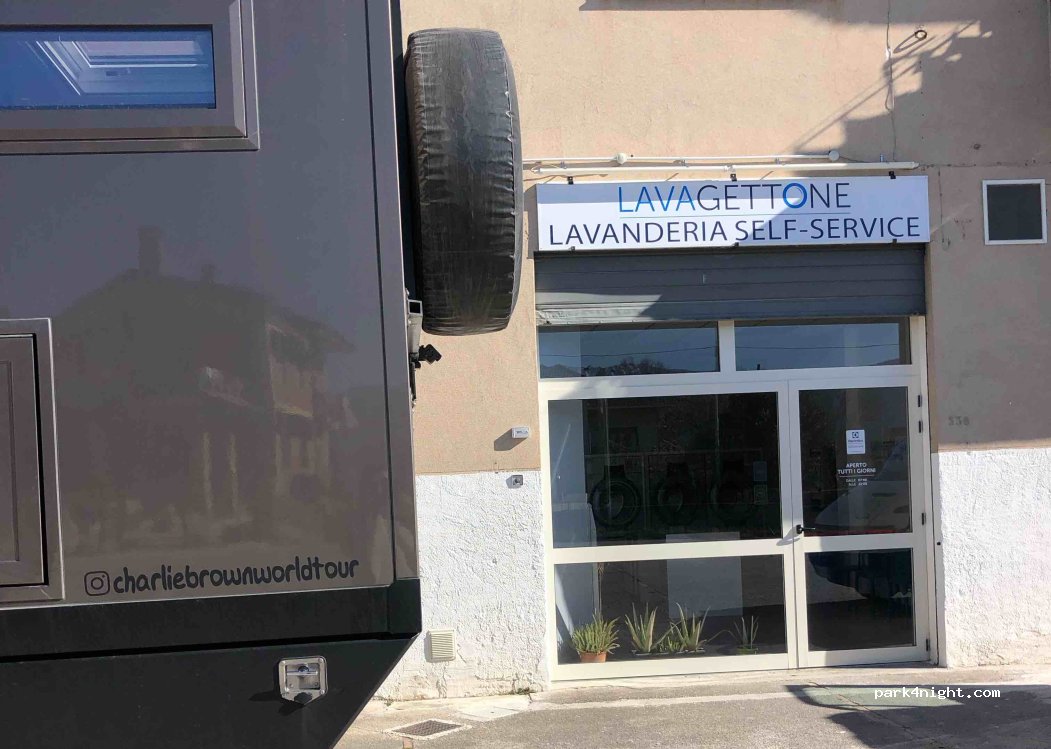 LAVAGETTONE
LAVANDERIA SELF-SERVICE
APERTO
TUTTI I GIORNI
charliebrownworldtour
park4night.com